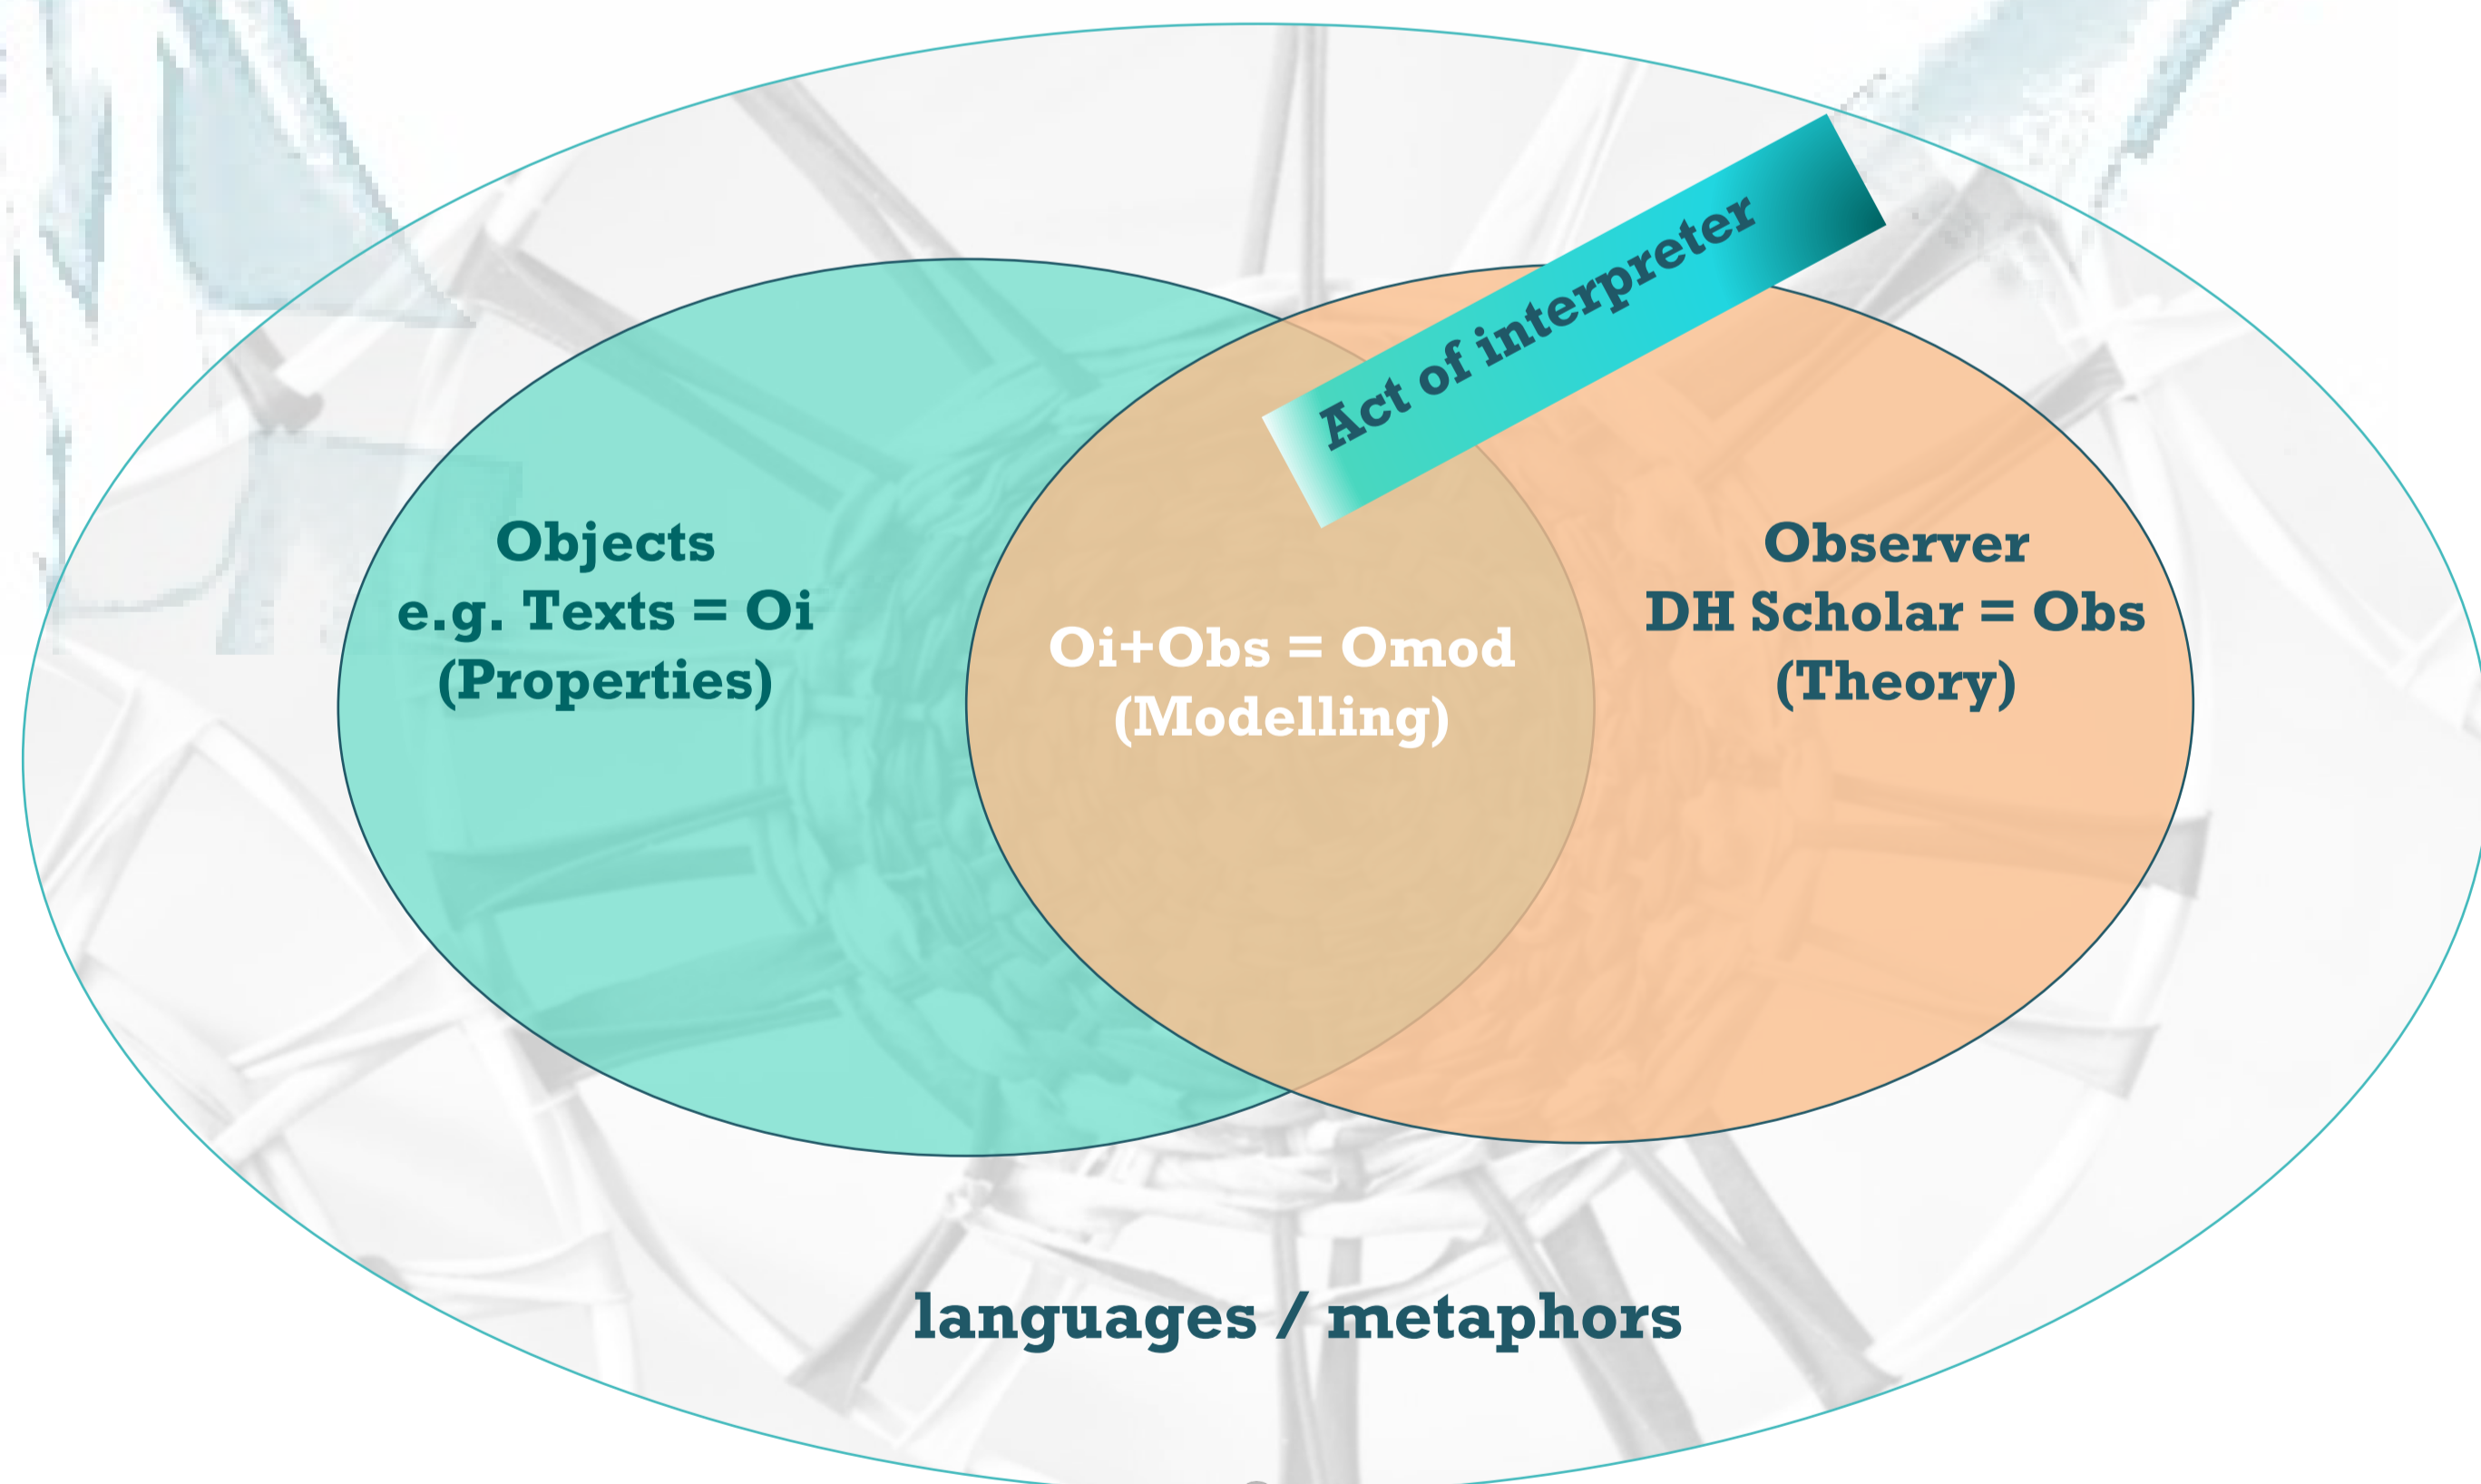 Act of interpreter
Objects
e.g. Texts = Oi
(Properties)
Oi+Obs = Omod
(Modelling)
Observer
DH Scholar = Obs
(Theory)
languages / metaphors